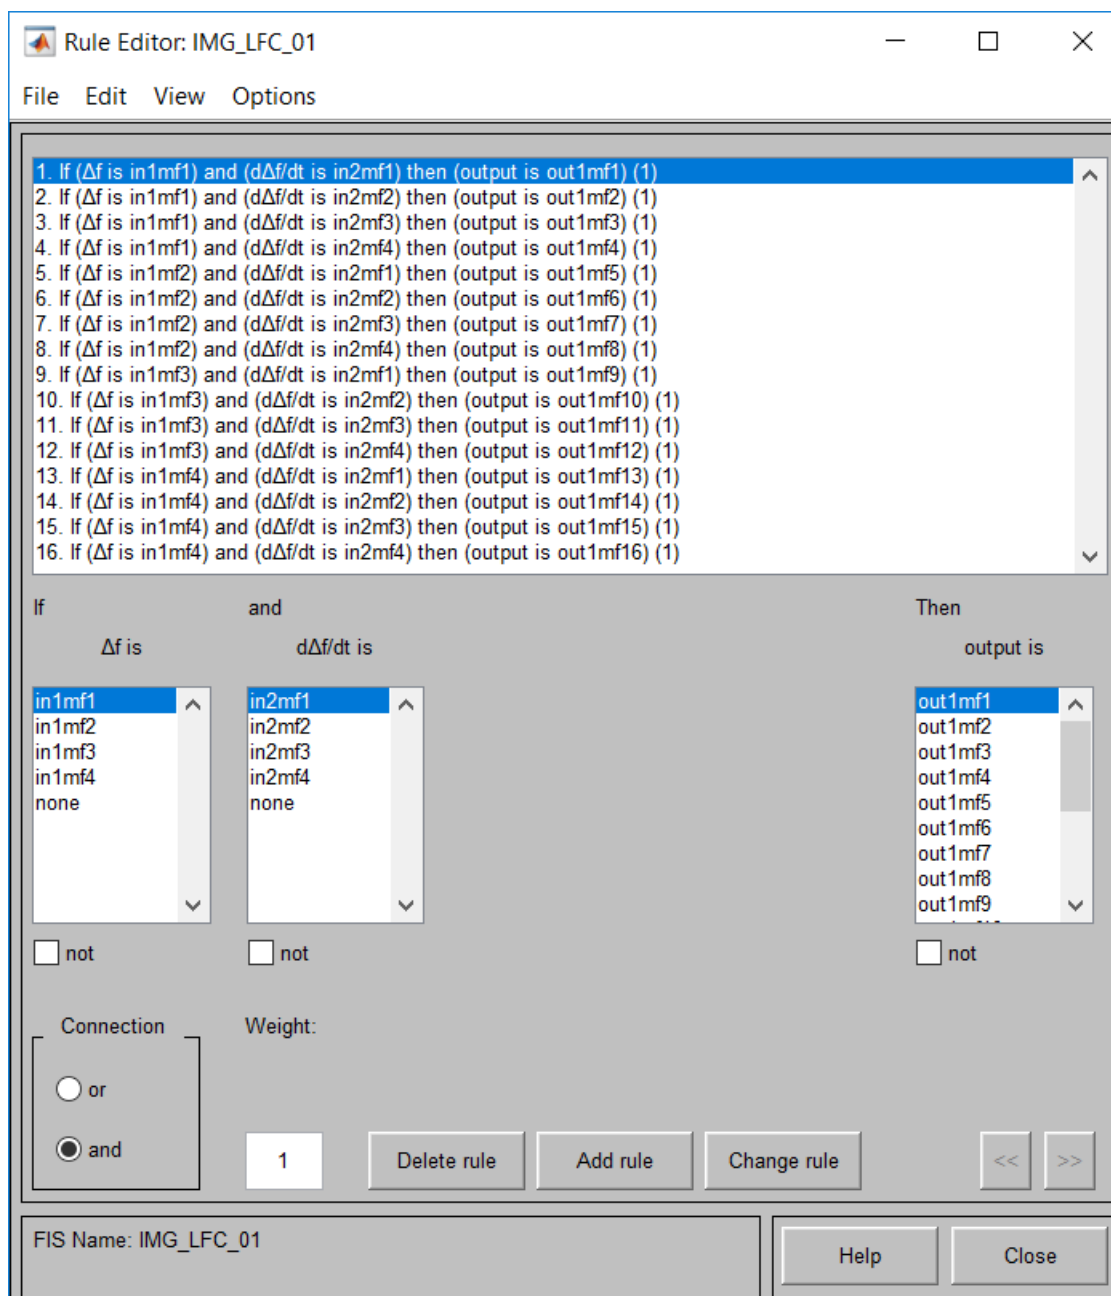 Rule Editor: IMG_LFC_01
File Edit View Options
1. If (Δf is in1mf1) and (dΔf/dt is in2mf1) then (output is out1mf1) (1)
2. If (Δf is in1mf1) and (dΔf/dt is in2mf2) then (output is out1mf2) (1)
3. If (Δf is in1mf1) and (dΔf/dt is in2mf3) then (output is out1mf3) (1)
4. If (Δf is in1mf1) and (dΔf/dt is in2mf4) then (output is out1mf4) (1)
5. If (Δf is in1mf2) and (dΔf/dt is in2mf1) then (output is out1mf5) (1)
6. If (Δf is in1mf2) and (dΔf/dt is in2mf2) then (output is out1mf6) (1)
7. If (Δf is in1mf2) and (dΔf/dt is in2mf3) then (output is out1mf7) (1)
8. If (Δf is in1mf2) and (dΔf/dt is in2mf4) then (output is out1mf8) (1)
9. If (Δf is in1mf3) and (dΔf/dt is in2mf1) then (output is out1mf9) (1)
10. If (Δf is in1mf3) and (dΔf/dt is in2mf2) then (output is out1mf10) (1)
11. If (Δf is in1mf3) and (dΔf/dt is in2mf3) then (output is out1mf11) (1)
12. If (Δf is in1mf3) and (dΔf/dt is in2mf4) then (output is out1mf12) (1)
13. If (Δf is in1mf4) and (dΔf/dt is in2mf1) then (output is out1mf13) (1)
14. If (Δf is in1mf4) and (dΔf/dt is in2mf2) then (output is out1mf14) (1)
15. If (Δf is in1mf4) and (dΔf/dt is in2mf3) then (output is out1mf15) (1)
16. If (Δf is in1mf4) and (dΔf/dt is in2mf4) then (output is out1mf16) (1)
If and Then
Δf is dΔf/dt is output is
in1mf1 in2mf1 out1mf1
in1mf2 in2mf2 out1mf2
in1mf3 in2mf3 out1mf3
in1mf4 in2mf4 out1mf4
none none out1mf5
out1mf6
out1mf7
out1mf8
out1mf9
not not not
Connection Weight:
or
and 1 Delete rule Add rule Change rule << >>
FIS Name: IMG_LFC_01 Help Close